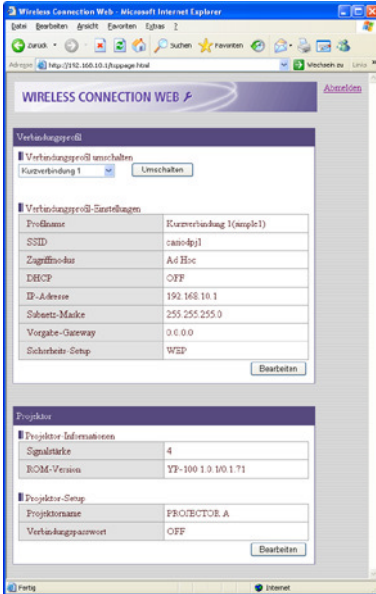 Wireless Connection Web - Microsoft Internet Explorer
Datei Bearbeiten Ansicht Favoriten Extras ?
Zurück Suchen Favoriten
Adresse http://192.168.10.1/toppage.html Wechseln zu Links
WIRELESS CONNECTION WEB
Abmelden
Verbindungsprofil
Verbindungsprofil umschalten
Kurzverbindung 1 Umschalten
Verbindungsprofil-Einstellungen
Profilname Kurzverbindung 1(simple1)
SSID casiodpj1
Zugriffmodus Ad Hoc
DHCP OFF
IP-Adresse 192.168.10.1
Subnetz-Maske 255.255.255.0
Vorgabe-Gateway 0.0.0.0
Sicherheits-Setup WEP
Bearbeiten
Projektor
Projektor-Informationen
Signalstärke 4
ROM-Version YP-100 1.0.1/0.1.71
Projektor-Setup
Projektorname PROJECTOR A
Verbindungspasswort OFF
Bearbeiten
Fertig Internet